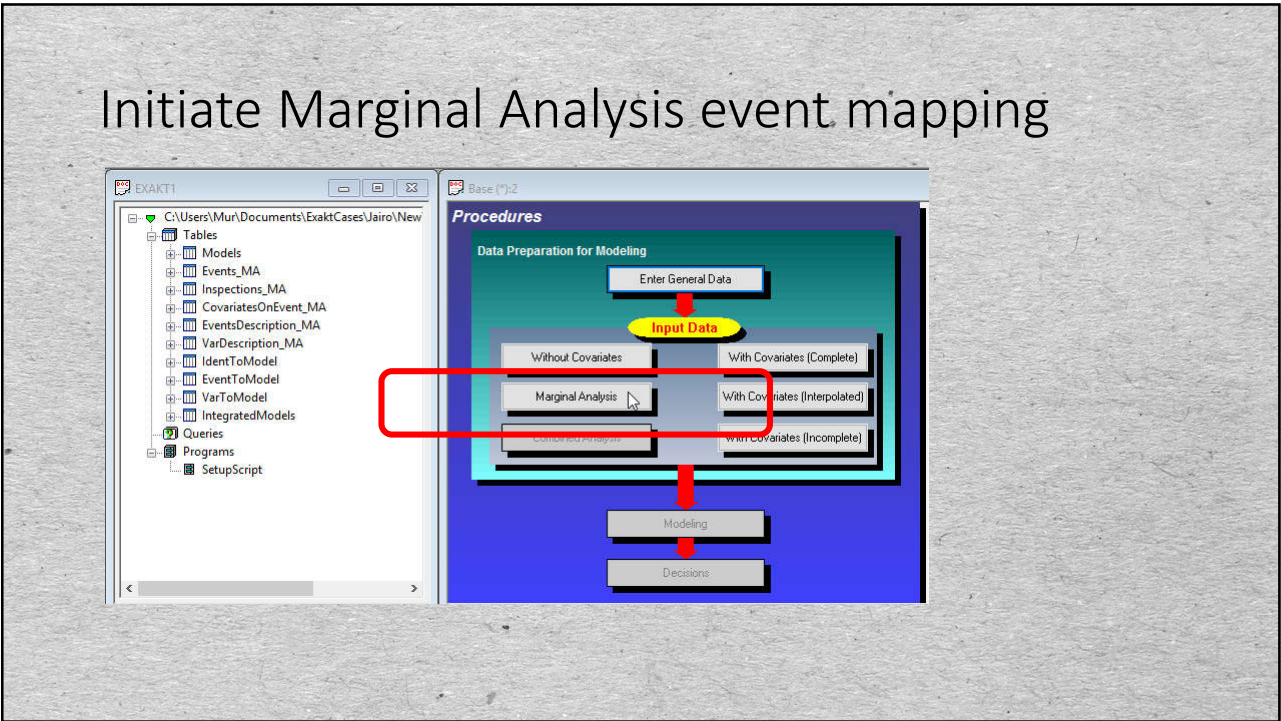 Initiate Marginal Analysis event mapping
EXAKT1
C:\Users\Mur\Documents\ExaktCases\Jairo\New
Tables
Models
Events_MA
Inspections_MA
CovariatesOnEvent_MA
EventsDescription_MA
VarDescription_MA
IdentToModel
EventToModel
VarToModel
IntegratedModels
Queries
Programs
SetupScript
Base (*):2
Procedures
Data Preparation for Modeling
Enter General Data
Input Data
Without Covariates
With Covariates (Complete)
Marginal Analysis
With Covariates (Interpolated)
Combined Analysis
With Covariates (Incomplete)
Modeling
Decisions